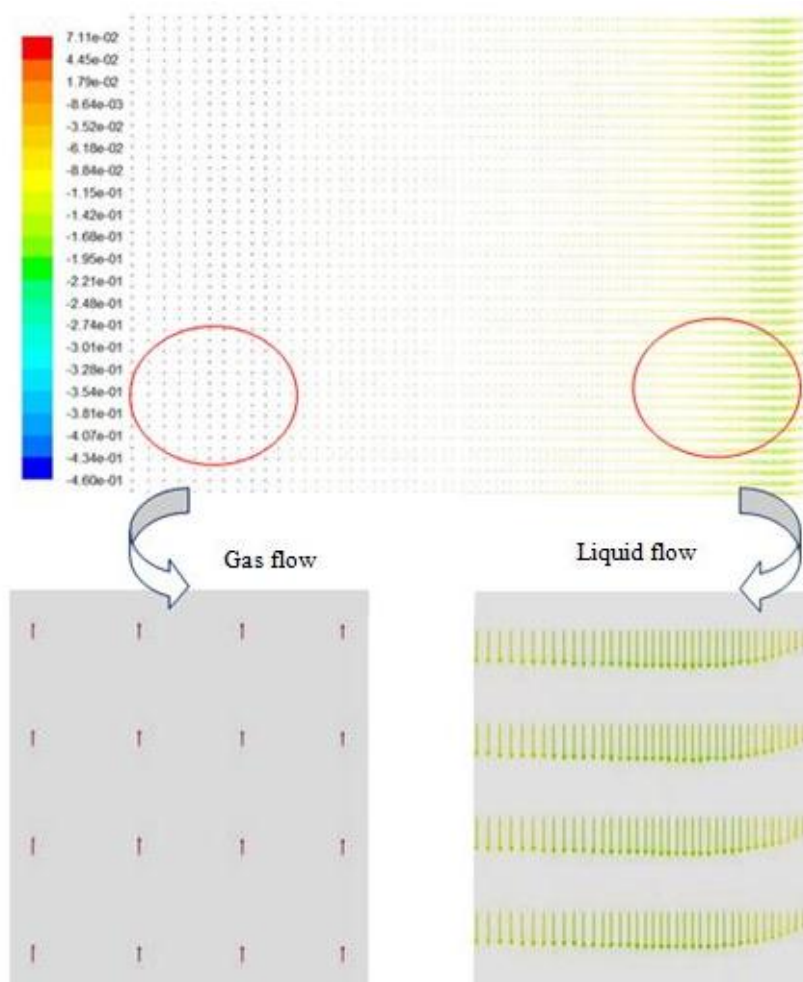 7.11e-02
4.45e-02
1.79e-02
-8.64e-03
-3.52e-02
-6.18e-02
-8.84e-02
-1.15e-01
-1.42e-01
-1.68e-01
-1.95e-01
-2.21e-01
-2.48e-01
-2.74e-01
-3.01e-01
-3.28e-01
-3.54e-01
-3.81e-01
-4.07e-01
-4.34e-01
-4.60e-01
Gas flow
Liquid flow